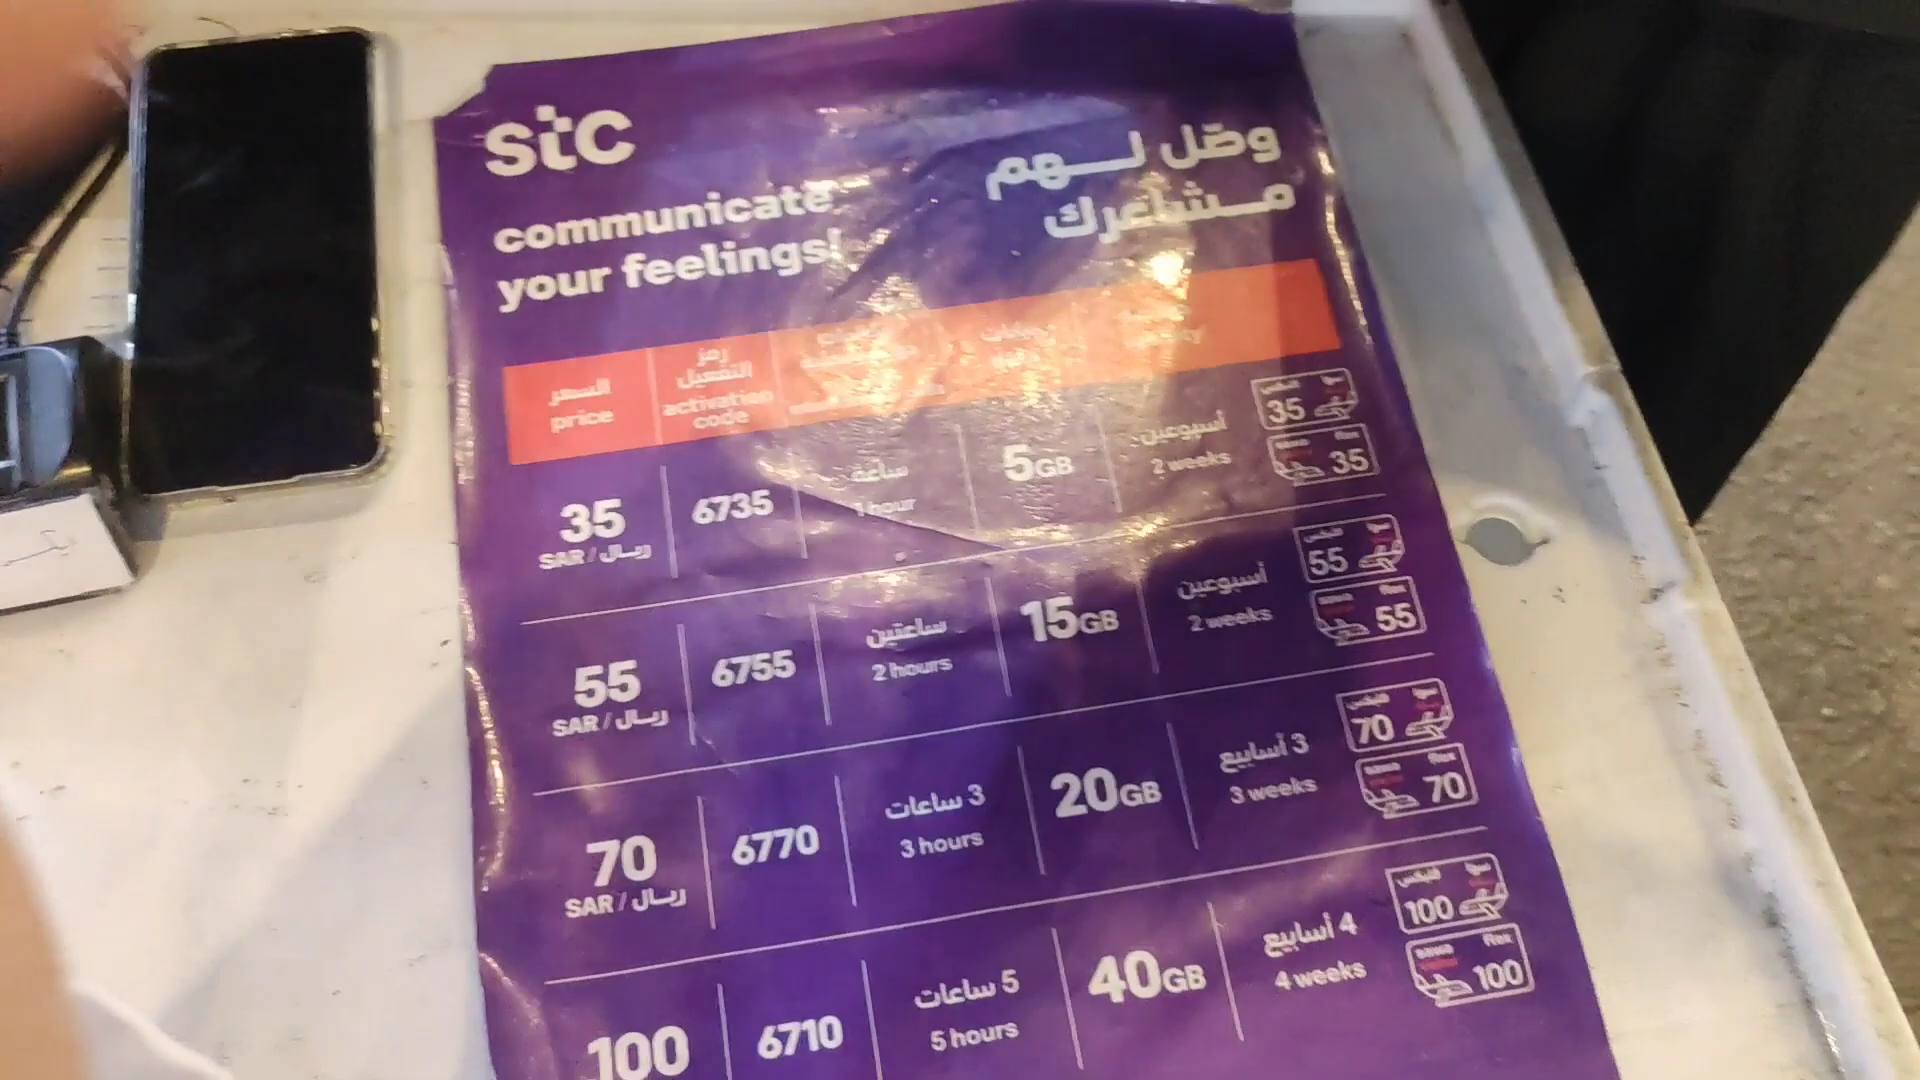 stc
communicate
your feelings!
وصّل لـهم
مـشاعرك
السعر
price
رمز
التفعيل
activation
code
35
SAR / ريال
6735
ساعة
1 hour
5GB
أسبوعين
2 weeks
35
35
55
SAR / ريال
6755
ساعتين
2 hours
15GB
أسبوعين
2 weeks
55
55
70
SAR / ريال
6770
3 ساعات
3 hours
20GB
3 أسابيع
3 weeks
70
70
100
6710
5 ساعات
5 hours
40GB
4 أسابيع
4 weeks
100
100